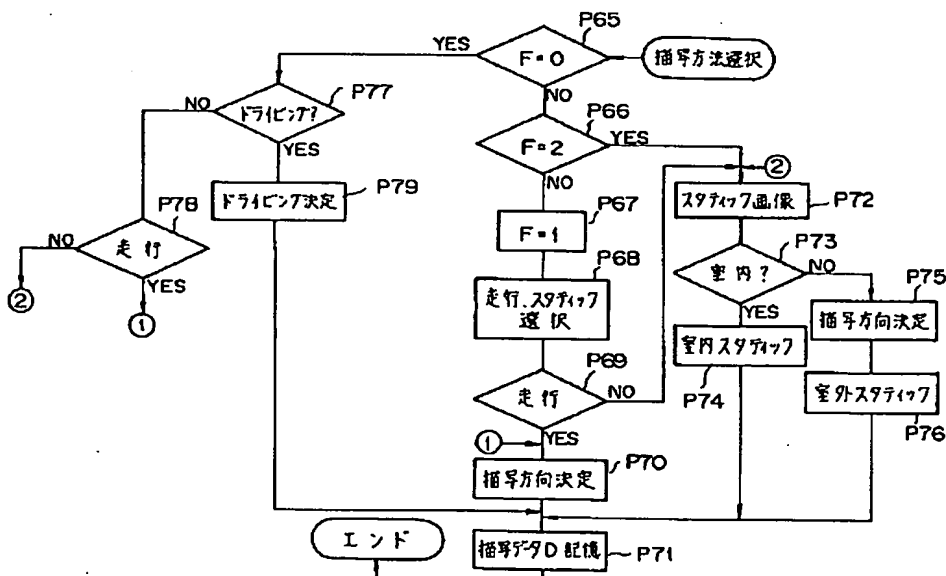 P65
YES
F=0
描写方法選択
NO
P77
ドライビング?
NO
YES
P66
F=2
YES
NO
②
P79
ドライビング決定
スタティック画像
P72
P78
走行
NO
YES
②
①
P67
F=1
P73
室内?
NO
YES
P68
走行、スタティック
選択
P75
描写方向決定
室内スタティック
P74
P69
走行
NO
YES
室外スタティック
P76
①
P70
描写方向決定
エンド
描写データD記憶
P71